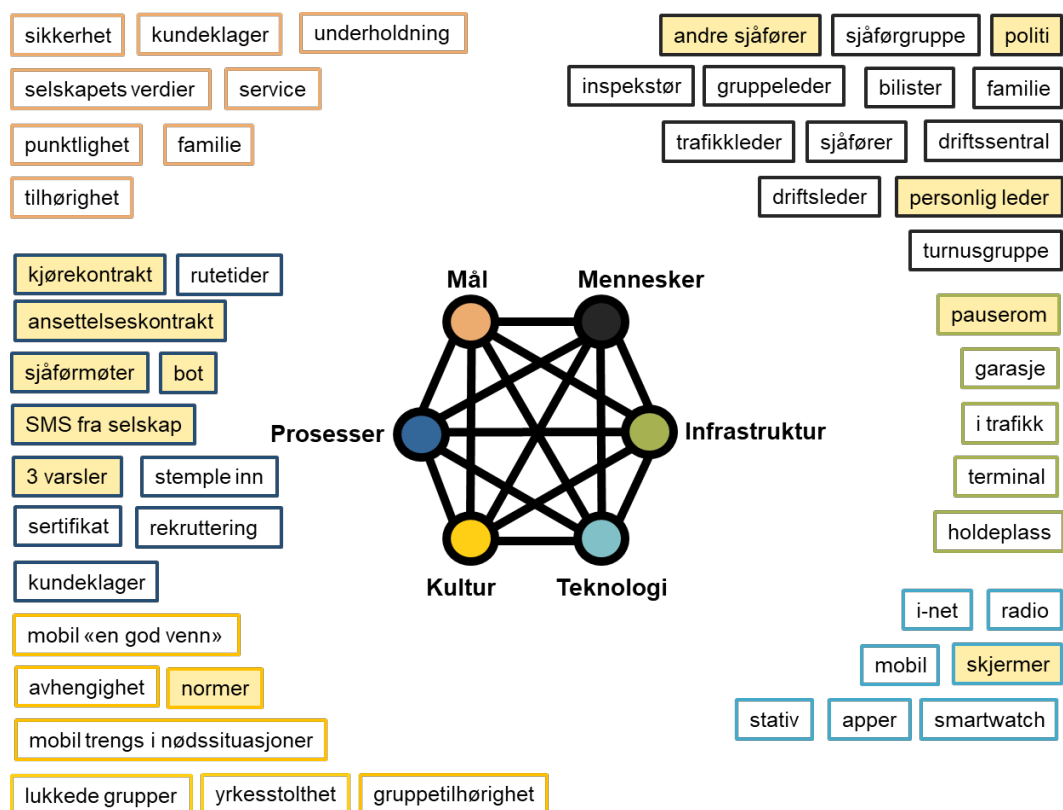 sikkerhet kundeklager underholdning
selskapets verdier service
punktlighet familie
tilhørighet
andre sjåfører sjåførgruppe politi
inspekstør gruppeleder bilister familie
trafikkleder sjåfører driftssentral
driftsleder personlig leder
turnusgruppe
kjørekontrakt rutetider
ansettelseskontrakt
sjåførmøter bot
SMS fra selskap
3 varsler stemple inn
sertifikat rekruttering
kundeklager
Mål Mennesker
Prosesser Infrastruktur
Kultur Teknologi
pauserom
garasje
i trafikk
terminal
holdeplass
mobil «en god venn»
avhengighet normer
mobil trengs i nødssituasjoner
lukkede grupper yrkesstolthet gruppetilhørighet
i-net radio
mobil skjermer
stativ apper smartwatch